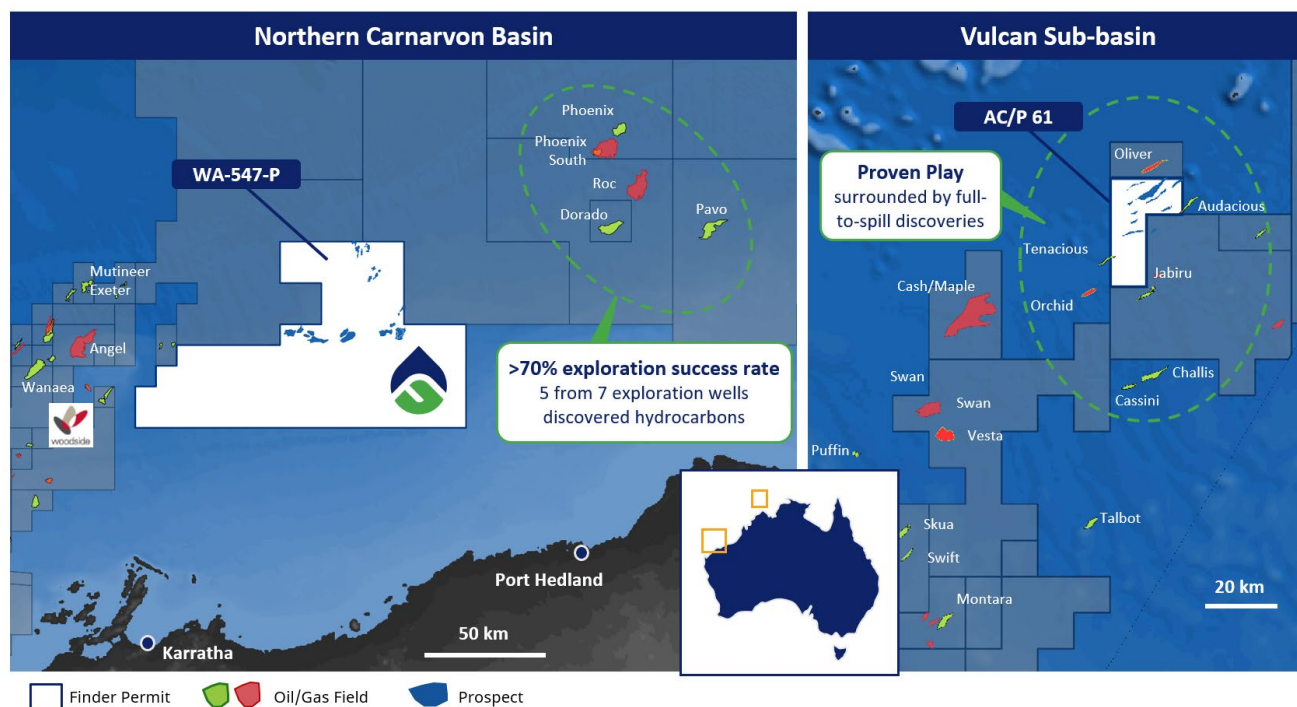 Northern Carnarvon Basin
WA-547-P
Phoenix
Phoenix
South
Roc
Dorado
Pavo
Mutineer
Exeter
Angel
Wanaea
woodside
>70% exploration success rate
5 from 7 exploration wells
discovered hydrocarbons
Port Hedland
Karratha
50 km
Vulcan Sub-basin
AC/P 61
Oliver
Proven Play
surrounded by full-
to-spill discoveries
Audacious
Tenacious
Jabiru
Cash/Maple
Orchid
Challis
Cassini
Swan
Swan
Vesta
Puffin
Talbot
Skua
Swift
Montara
20 km
Finder Permit
Oil/Gas Field
Prospect